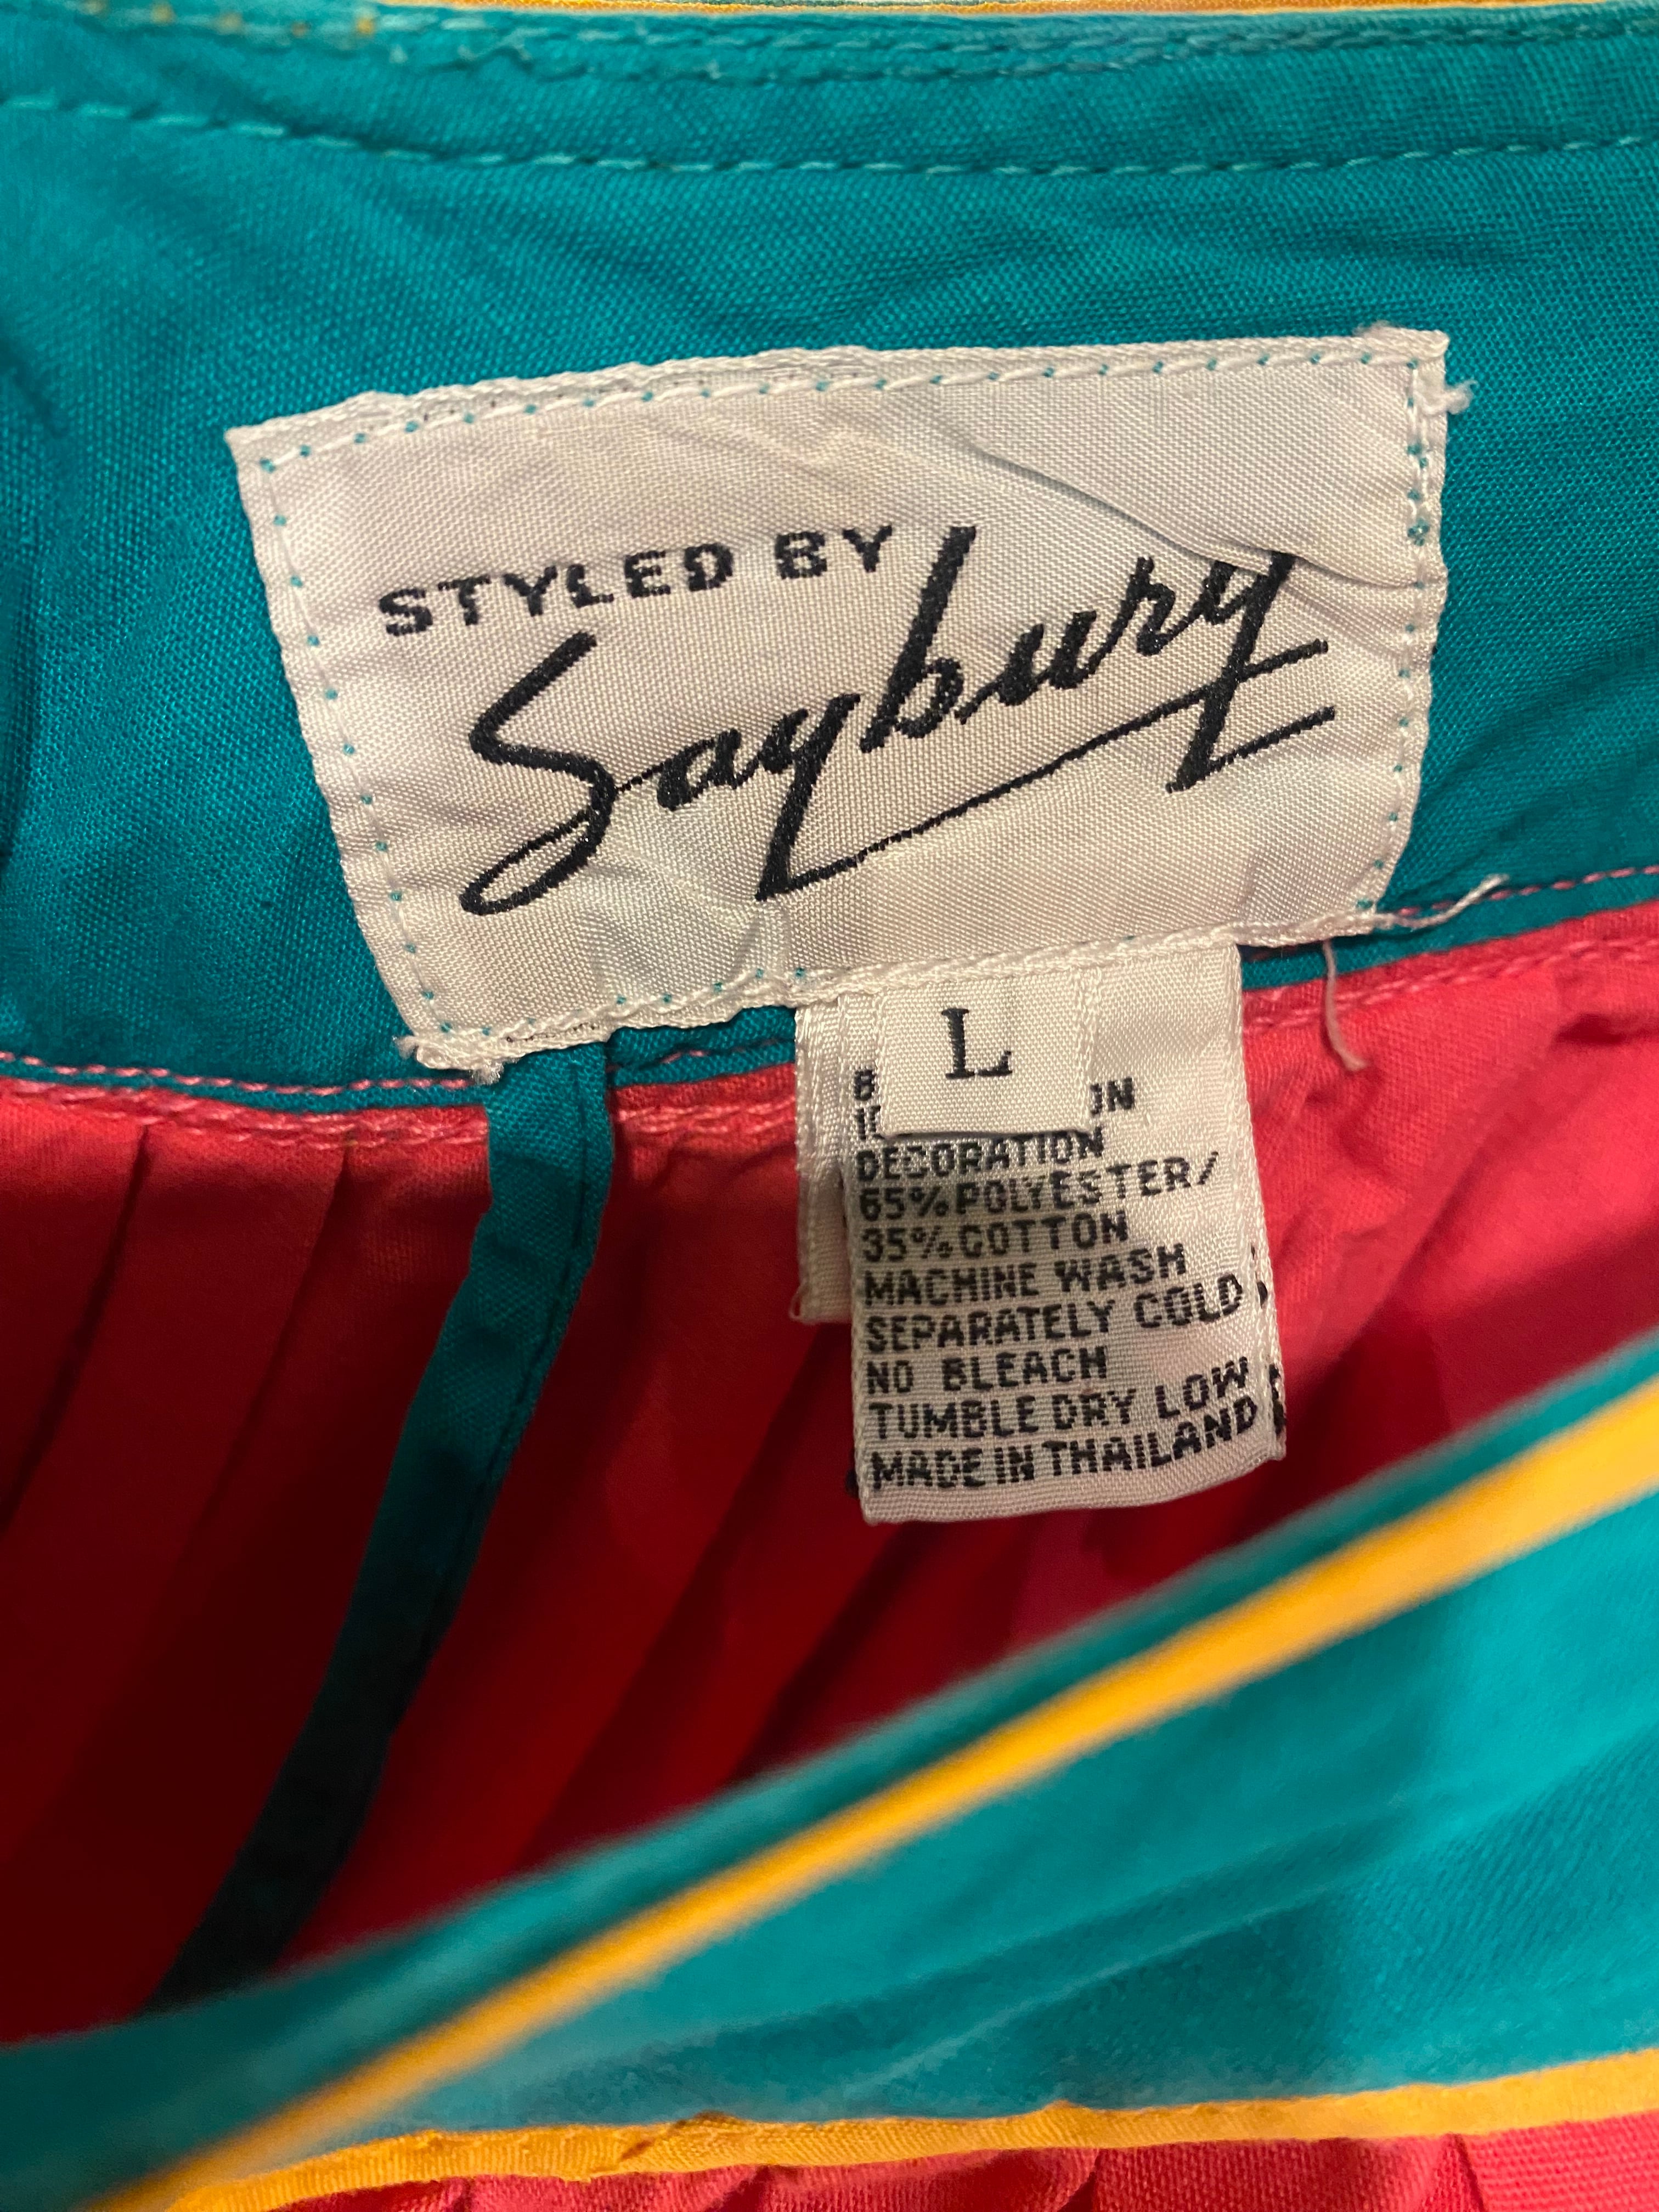 STYLED BY
Saybury
L
DECORATION
65% POLYESTER/
35% COTTON
MACHINE WASH
SEPARATELY COLD
NO BLEACH
TUMBLE DRY LOW
MADE IN THAILAND